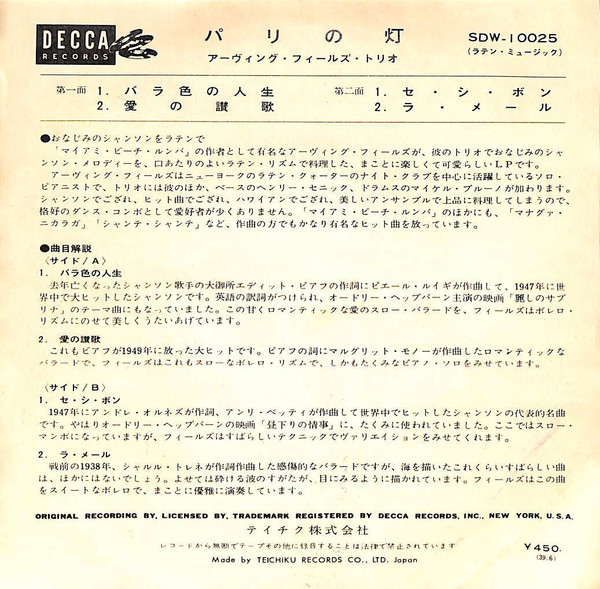 DECCA
RECORDS
パリの灯
アーヴィング・フィールズ・トリオ
SDW-10025
(ラテン・ミュージック)
第一面 1. バラ色の人生
2. 愛の讃歌
第二面 1. セ・シ・ボン
2. ラ・メール
●おなじみのシャンソンをラテンで
「マイアミ・ビーチ・ルンバ」の作者として有名なアーヴィング・フィールズが、彼のトリオでおなじみのシャ
ンソン・メロディーを、口あたりのよいラテン・リズムで料理した、まことに楽しくて可愛らしいLPです。
アーヴィング・フィールズはニューヨークのラテン・クォーターのナイト・クラブを中心に活躍しているソロ・
ピアニストで、トリオには彼のほか、ベースのヘンリー・セニック、ドラムスのマイケル・ブルーノが加わります。
シャンソンでござれ、ヒット曲でござれ、ハワイアンでござれ、美しいアンサンブルで上品に料理してしまうので、
恰好のダンス・コンボとして愛好者が少くありません。「マイアミ・ビーチ・ルンバ」のほかにも、「マナグァ・
ニカラガ」「シャンテ・シャンテ」など、作曲の方でもかなり有名なヒット曲を放っています。
●曲目解説
〈サイド/A〉
1. バラ色の人生
去年亡くなったシャンソン歌手の大御所エディット・ピアフの作詞にピエール・ルイギが作曲して、1947年に世
界中で大ヒットしたシャンソンです。英語の訳詞がつけられ、オードリー・ヘップバーン主演の映画「麗しのサブ
リナ」のテーマ曲にもなっていました。この甘くロマンティックな愛のスロー・バラードを、フィールズはボレロ・
リズムにのせて美しくうたいあげています。
2. 愛の讃歌
これもピアフが1949年に放った大ヒットです。ピアフの詞にマルグリット・モノーが作曲したロマンティックな
バラードで、フィールズはこれもスローなボレロ・リズムで、しかもたくみなピアノ・ソロをみせています。
〈サイド/B〉
1. セ・シ・ボン
1947年にアンドレ・オルネズが作詞、アンリ・ベッティが作曲して世界中でヒットしたシャンソンの代表的名曲
です。やはりオードリー・ヘップバーンの映画「昼下りの情事」に、たくみに使われていました。ここではスロー・
マンボになっていますが、フィールズはすばらしいテクニックでヴァリエイションをみせてくれます。
2. ラ・メール
戦前の1938年、シャルル・トレネが作詞作曲した感傷的なバラードですが、海を描いたこれくらいすばらしい曲
は、ほかにはないでしょう。よせては砕ける波のすがたが、目にみるように描かれています。フィールズはこの曲
をスイートなボレロで、まことに優雅に演奏しています。
ORIGINAL RECORDING BY, LICENSED BY, TRADEMARK REGISTERED BY DECCA RECORDS, INC., NEW YORK, U.S.A.
テイチク株式会社
レコードから無断でテープその他に録音することは法律で禁止されています
Made by TEICHIKU RECORDS CO., LTD. Japan
￥450.
(39.6)